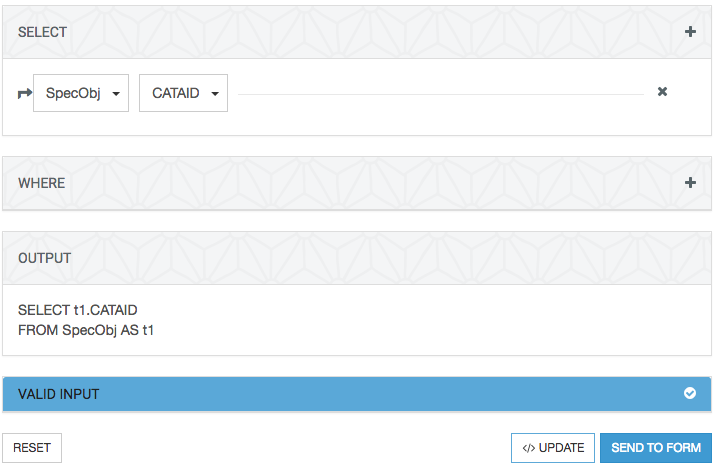 SELECT
SpecObj CATAID
WHERE
OUTPUT
SELECT t1.CATAID
FROM SpecObj AS t1
VALID INPUT
RESET </> UPDATE SEND TO FORM